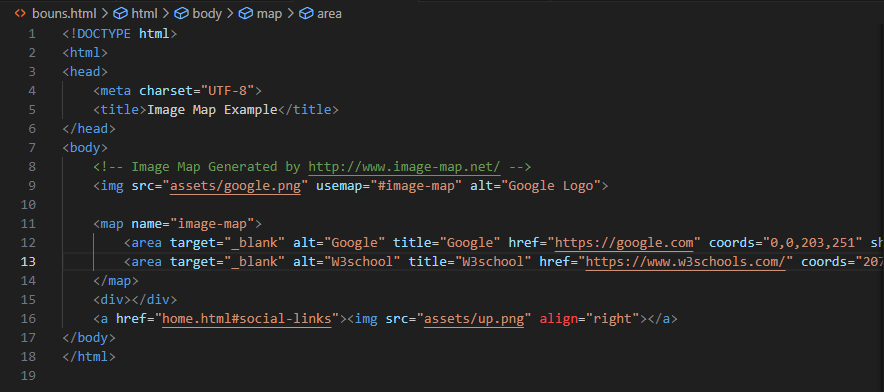 bouns.html > html > body > map > area
1 <!DOCTYPE html>
2 <html>
3 <head>
4 <meta charset="UTF-8">
5 <title>Image Map Example</title>
6 </head>
7 <body>
8 <!-- Image Map Generated by http://www.image-map.net/ -->
9 <img src="assets/google.png" usemap="#image-map" alt="Google Logo">
10
11 <map name="image-map">
12 <area target="_blank" alt="Google" title="Google" href="https://google.com" coords="0,0,203,251" sh
13 <area target="_blank" alt="W3school" title="W3school" href="https://www.w3schools.com/" coords="207
14 </map>
15 <div></div>
16 <a href="home.html#social-links"><img src="assets/up.png" align="right"></a>
17 </body>
18 </html>
19